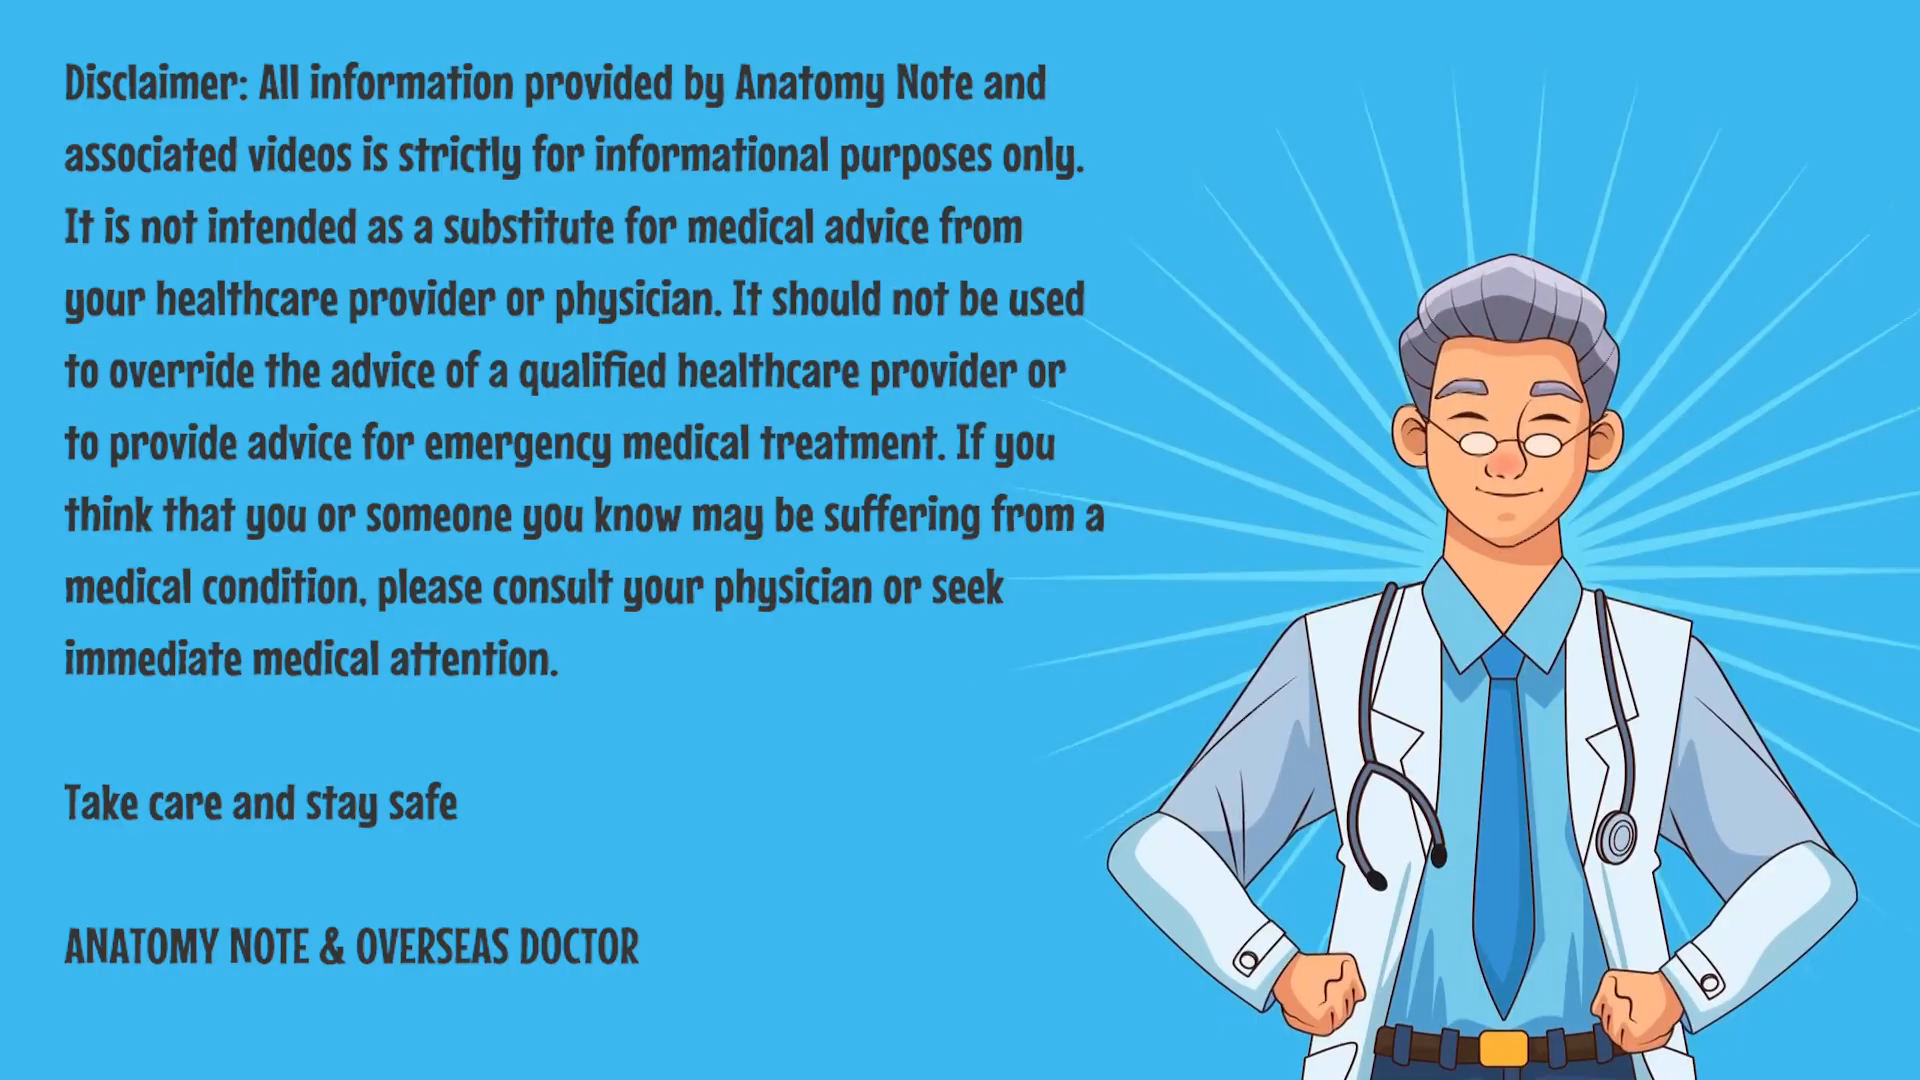 Disclaimer: All information provided by Anatomy Note and
associated videos is strictly for informational purposes only.
It is not intended as a substitute for medical advice from
your healthcare provider or physician. It should not be used
to override the advice of a qualified healthcare provider or
to provide advice for emergency medical treatment. If you
think that you or someone you know may be suffering from a
medical condition, please consult your physician or seek
immediate medical attention.
Take care and stay safe
ANATOMY NOTE & OVERSEAS DOCTOR